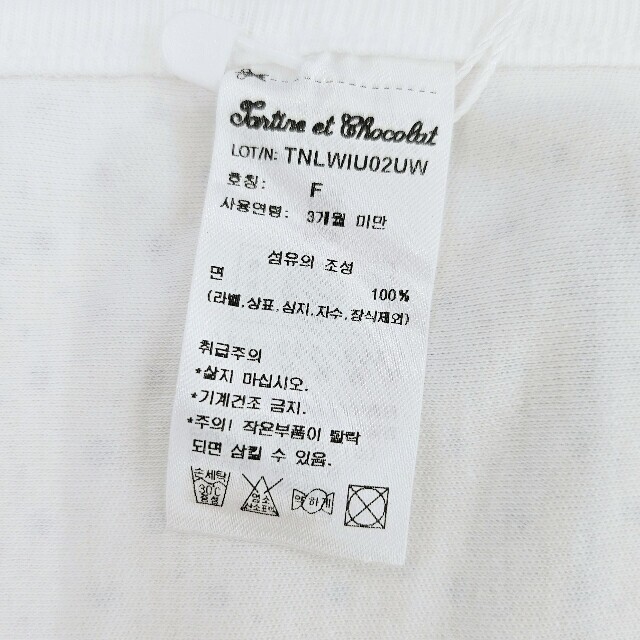 Tartine et Chocolat
LOT/N: TNLWIU02UW
호칭: F
사용연령: 3개월 미만
섬유의 조성
면 100%
(라벨,상표,심지,자수,장식제외)
취급주의
*삶지 마십시오.
*기계건조 금지.
*주의! 작은부품이 탈락
되면 삼킬 수 있음.
손세탁 염소 약하게
30℃ 산소표백
중성